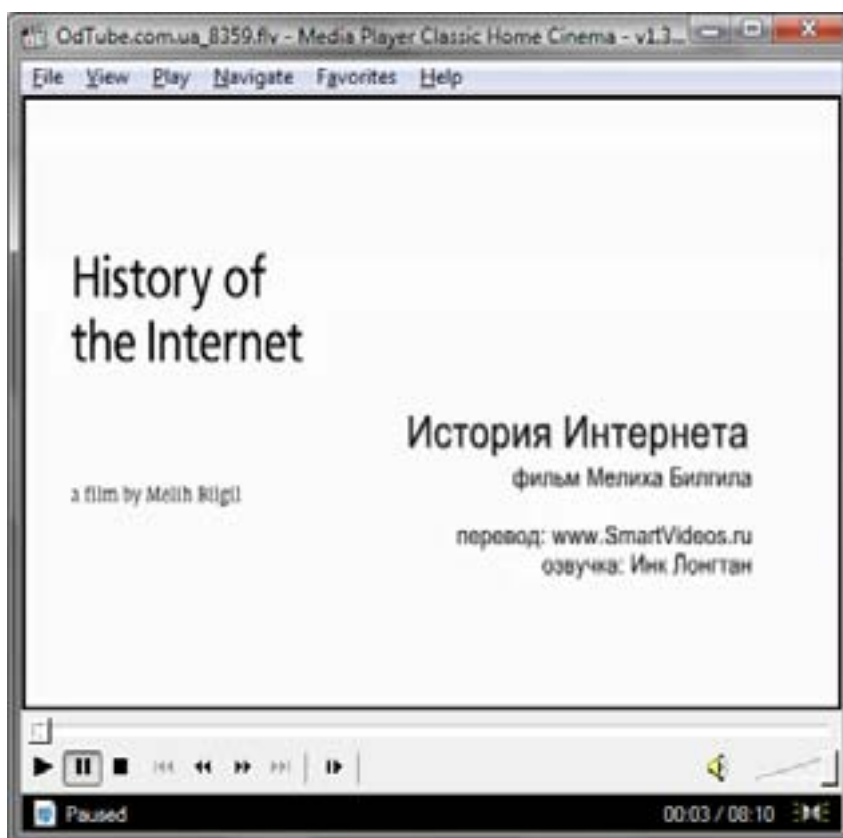 OdTube.com.ua_8359.flv - Media Player Classic Home Cinema - v1.3...
File View Play Navigate Favorites Help
History of
the Internet
История Интернета
фильм Мелиха Билгила
a film by Melih Bilgil
перевод: www.SmartVideos.ru
озвучка: Инк Лонгтан
Paused 00:03 / 08:10